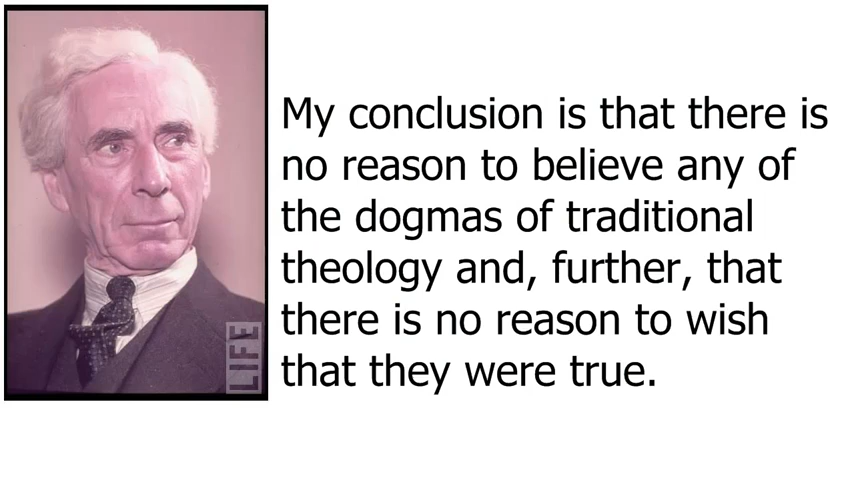 My conclusion is that there is
no reason to believe any of
the dogmas of traditional
theology and, further, that
there is no reason to wish
that they were true.
LIFE